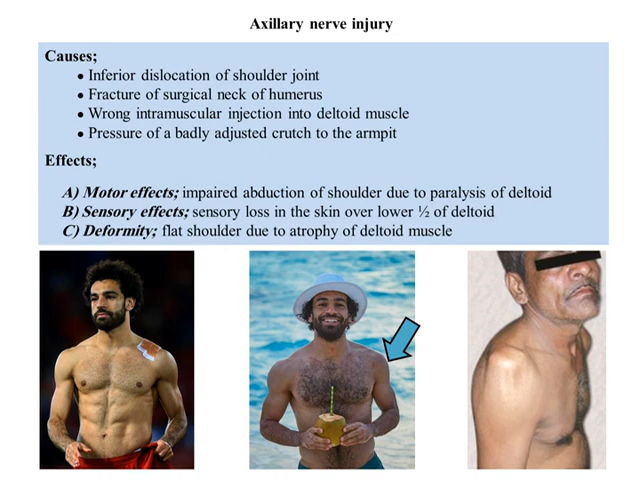 Axillary nerve injury
Causes;
• Inferior dislocation of shoulder joint
• Fracture of surgical neck of humerus
• Wrong intramuscular injection into deltoid muscle
• Pressure of a badly adjusted crutch to the armpit
Effects;
A) Motor effects; impaired abduction of shoulder due to paralysis of deltoid
B) Sensory effects; sensory loss in the skin over lower ½ of deltoid
C) Deformity; flat shoulder due to atrophy of deltoid muscle